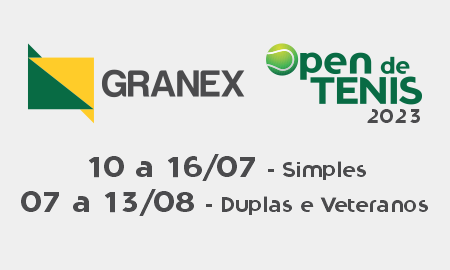 GRANEX
Open de
TENIS
2023
10 a 16/07 - Simples
07 a 13/08 - Duplas e Veteranos